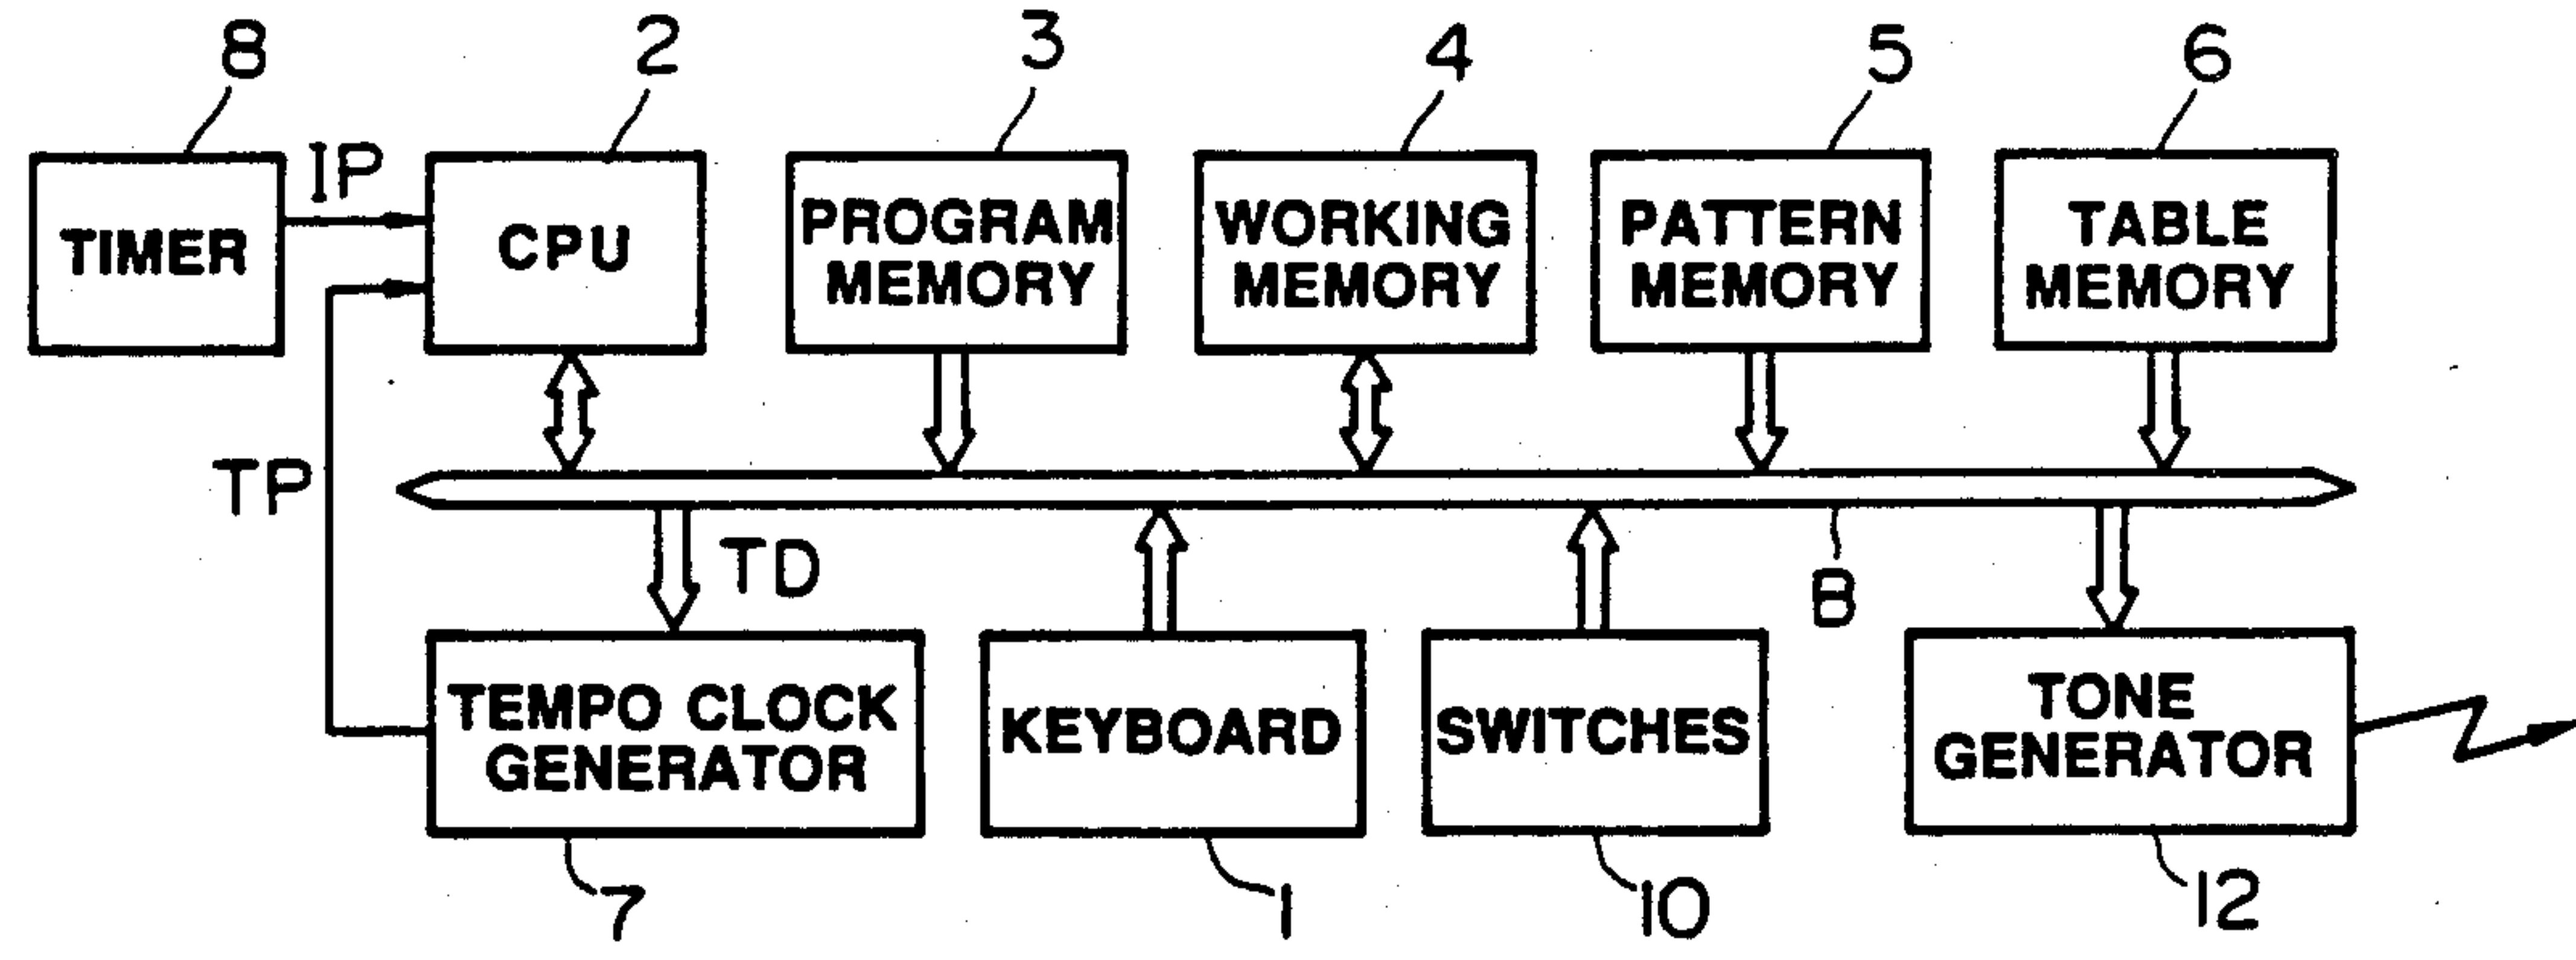 8
2
3
4
5
6
IP
TIMER
CPU
PROGRAM
MEMORY
WORKING
MEMORY
PATTERN
MEMORY
TABLE
MEMORY
TP
TD
B
TEMPO CLOCK
GENERATOR
KEYBOARD
SWITCHES
TONE
GENERATOR
7
1
10
12